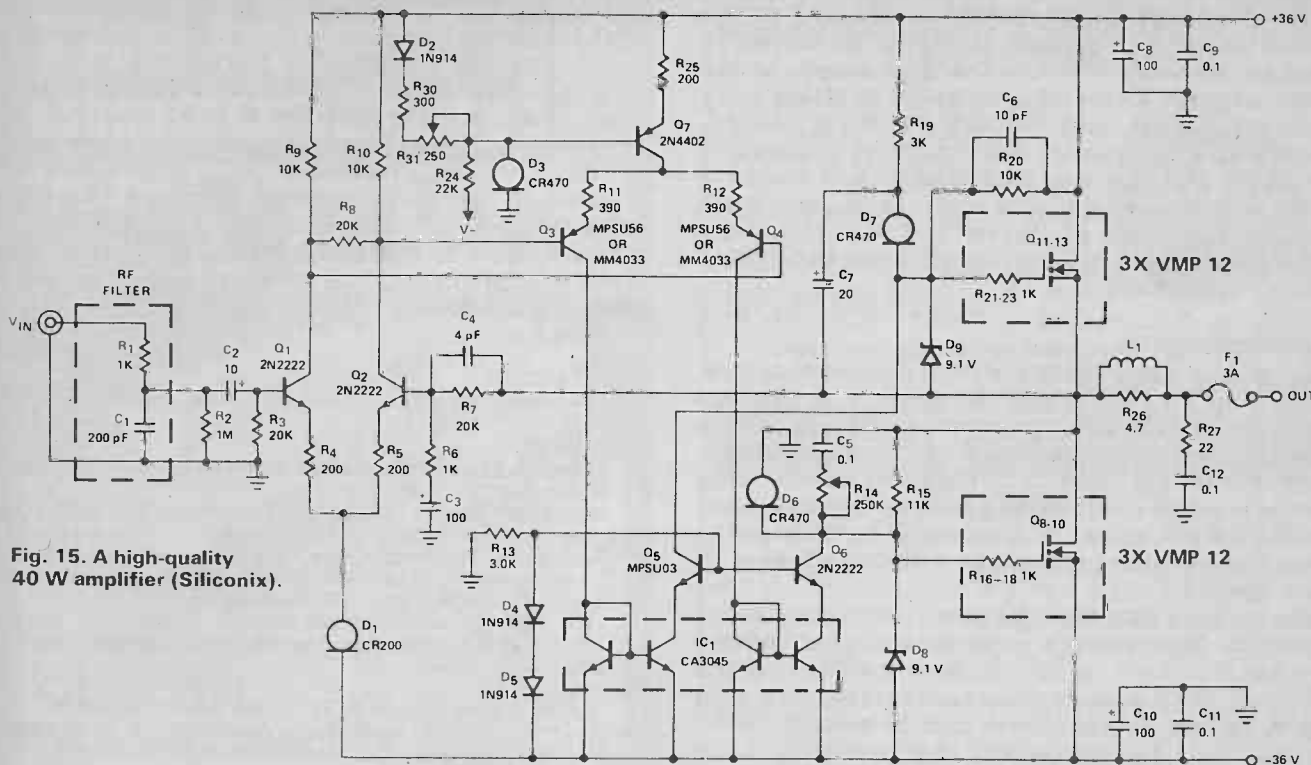 +36 V
D2
1N914
R30
300
R31
250
R24
22K
V-
D3
CR470
R25
200
Q7
2N4402
R9
10K
R10
10K
R8
20K
R11
390
R12
390
Q3
MPSU56
OR
MM4033
MPSU56
OR
MM4033
Q4
R19
3K
D7
CR470
C7
20
C6
10 pF
R20
10K
Q11-13
R21-23 1K
3X VMP 12
C8
100
C9
0.1
D9
9.1 V
RF
FILTER
VIN
R1
1K
C1
200 pF
R2
1M
C2
10
R3
20K
Q1
2N2222
Q2
2N2222
R4
200
R5
200
C4
4 pF
R7
20K
R6
1K
C3
100
L1
R26
4.7
F1
3A
OUT
R27
22
C12
0.1
C5
0.1
D6
CR470
R14
250K
R15
11K
Q8-10
R16-18 1K
3X VMP 12
R13
3.0K
Q5
MPSU03
Q6
2N2222
D4
1N914
D5
1N914
IC1
CA3045
D8
9.1 V
D1
CR200
C10
100
C11
0.1
-36 V
Fig. 15. A high-quality
40 W amplifier (Siliconix).